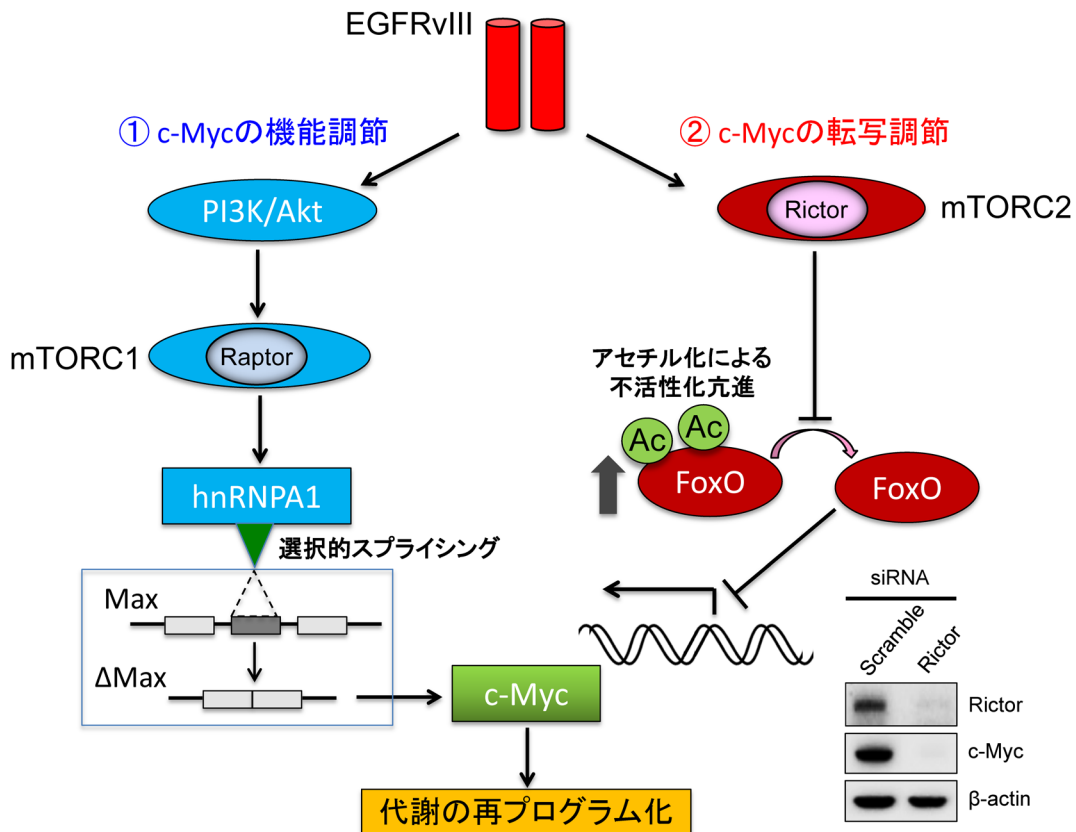 EGFRvIII
① c-Mycの機能調節
② c-Mycの転写調節
PI3K/Akt
Rictor
mTORC2
mTORC1
Raptor
アセチル化による
不活性化亢進
Ac
Ac
FoxO
FoxO
hnRNPA1
選択的スプライシング
Max
ΔMax
c-Myc
代謝の再プログラム化
siRNA
Scramble
Rictor
Rictor
c-Myc
β-actin